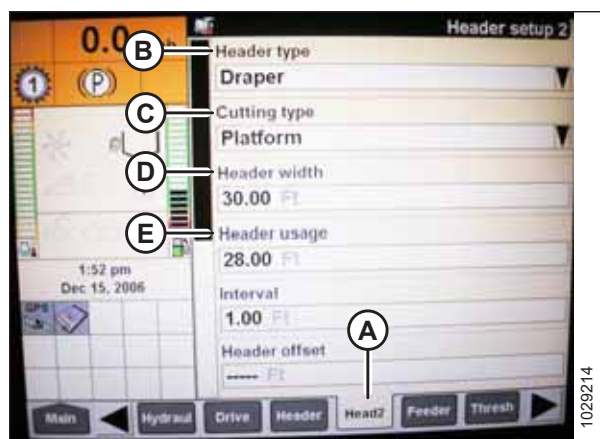 0.0
Header setup 2
B
Header type
Draper
1
(P)
C
Cutting type
Platform
D
Header width
30.00 Ft
E
Header usage
28.00 Ft
1:52 pm
Dec 15, 2006
Interval
1.00 Ft
GPS
A
Header offset
----- Ft
Main
Hydraul
Drive
Header
Head2
Feeder
Thresh
1029214